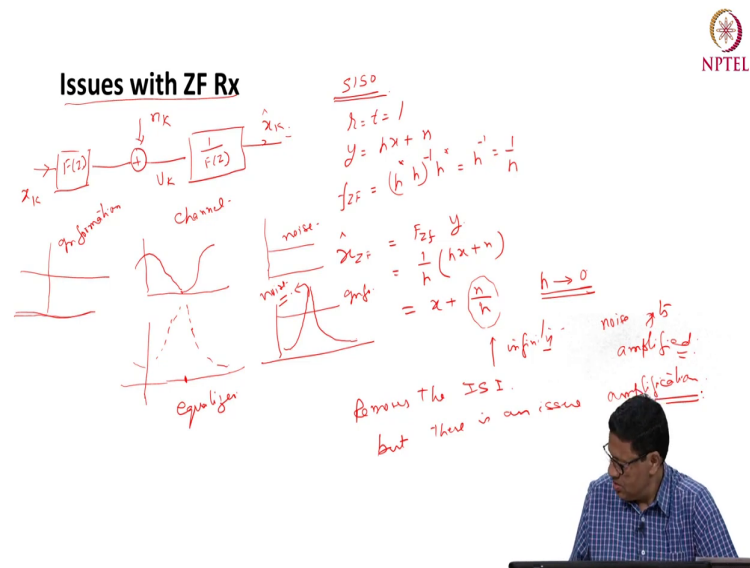 NPTEL
Issues with ZF Rx
SISO
r = t = 1
y = hx + n
f_ZF = (h* h)^-1 h* = h^-1 = 1/h
n_K
x̂_K
x_K
F(Z)
+
v_K
1/F(Z)
information
channel
noise
noise
info
equalizer
x̂_ZF = F_ZF y
= 1/h (hx + n)
= x + n/h
h → 0
↑ infinity
noise gets
amplified
Removes the ISI.
but there is an issue amplification